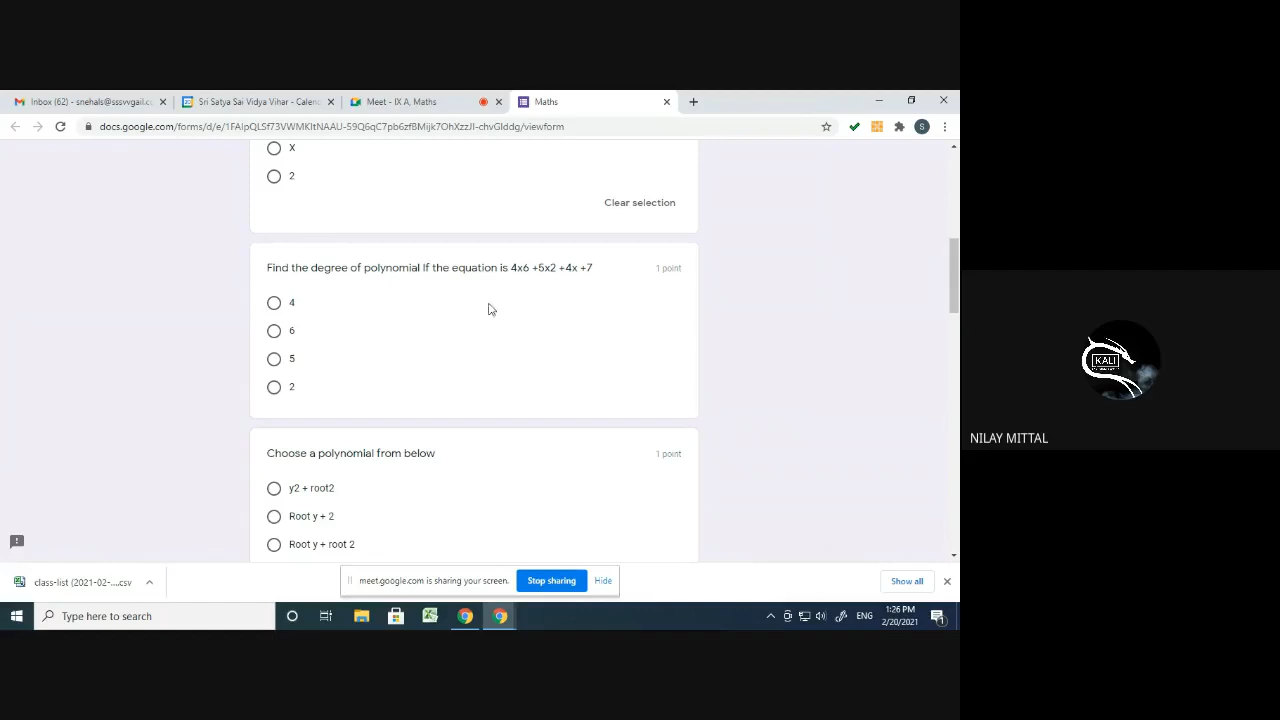 Inbox (62) - snehals@sssvvgail.c
Sri Satya Sai Vidya Vihar - Calend
Meet - IX A, Maths
Maths
docs.google.com/forms/d/e/1FAIpQLSf73VWMKItNAAU-59Q6qC7pb6zfBMijk7OhXzzJI-chvGlddg/viewform
S
X
2
Clear selection
Find the degree of polynomial If the equation is 4x6 +5x2 +4x +7
1 point
4
6
5
2
Choose a polynomial from below
1 point
y2 + root2
Root y + 2
Root y + root 2
KALI
NILAY MITTAL
class-list (2021-02-....csv
meet.google.com is sharing your screen.
Stop sharing
Hide
Show all
Type here to search
ENG
1:26 PM
2/20/2021
1